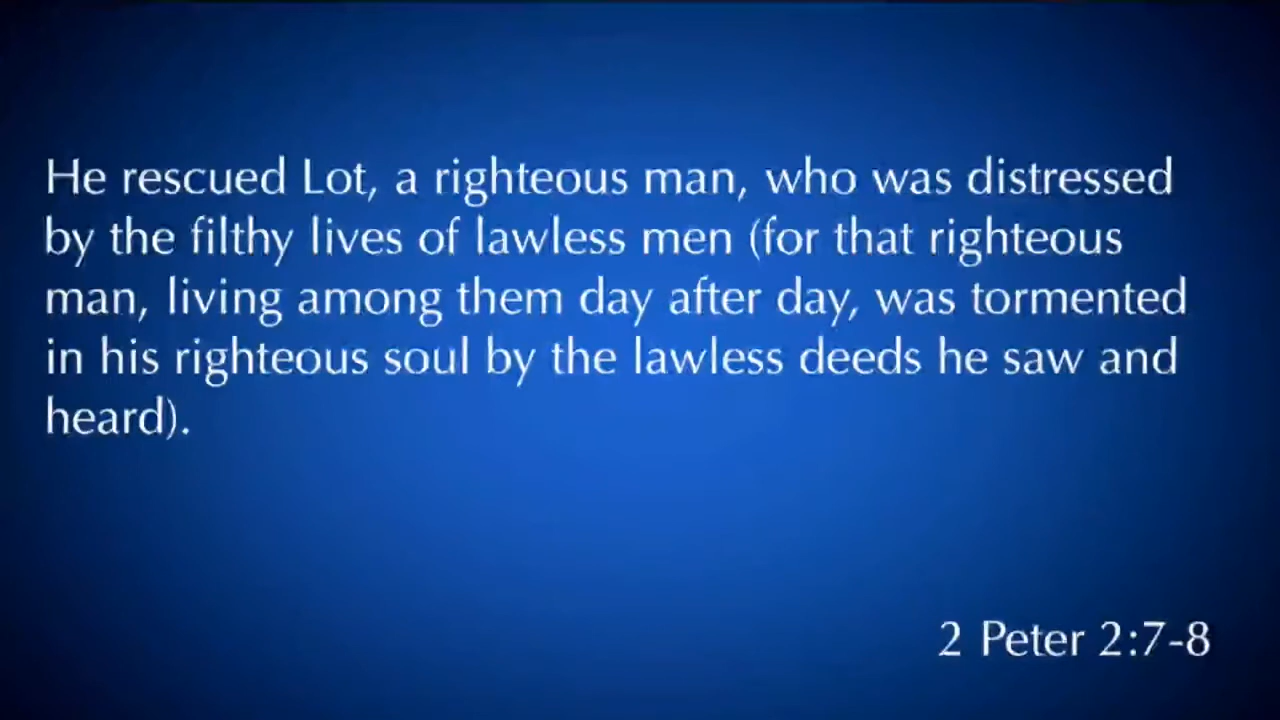 He rescued Lot, a righteous man, who was distressed
by the filthy lives of lawless men (for that righteous
man, living among them day after day, was tormented
in his righteous soul by the lawless deeds he saw and
heard).
2 Peter 2:7-8